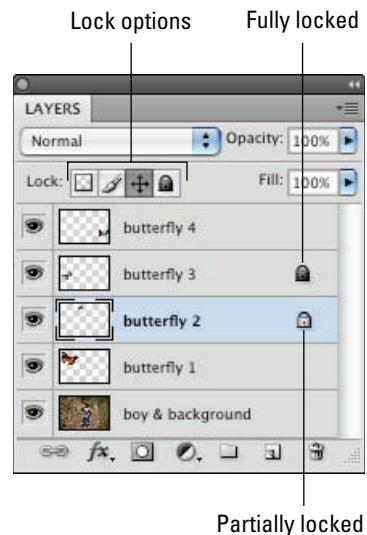 Lock options
Fully locked
LAYERS
Normal
Opacity: 100%
Lock:
Fill: 100%
butterfly 4
butterfly 3
butterfly 2
butterfly 1
boy & background
fx.
Partially locked